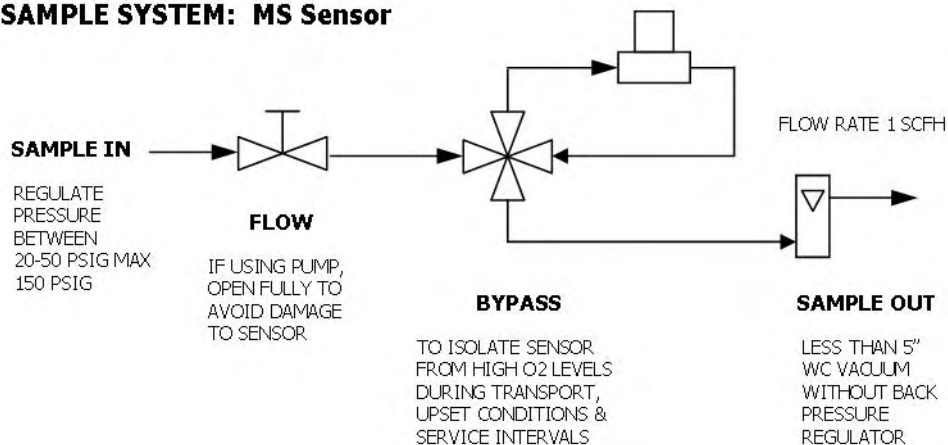 SAMPLE SYSTEM: MS Sensor
FLOW RATE 1 SCFH
SAMPLE IN
REGULATE
PRESSURE
BETWEEN
20-50 PSIG MAX
150 PSIG
FLOW
IF USING PUMP,
OPEN FULLY TO
AVOID DAMAGE
TO SENSOR
BYPASS
TO ISOLATE SENSOR
FROM HIGH O2 LEVELS
DURING TRANSPORT,
UPSET CONDITIONS &
SERVICE INTERVALS
SAMPLE OUT
LESS THAN 5"
WC VACUUM
WITHOUT BACK
PRESSURE
REGULATOR